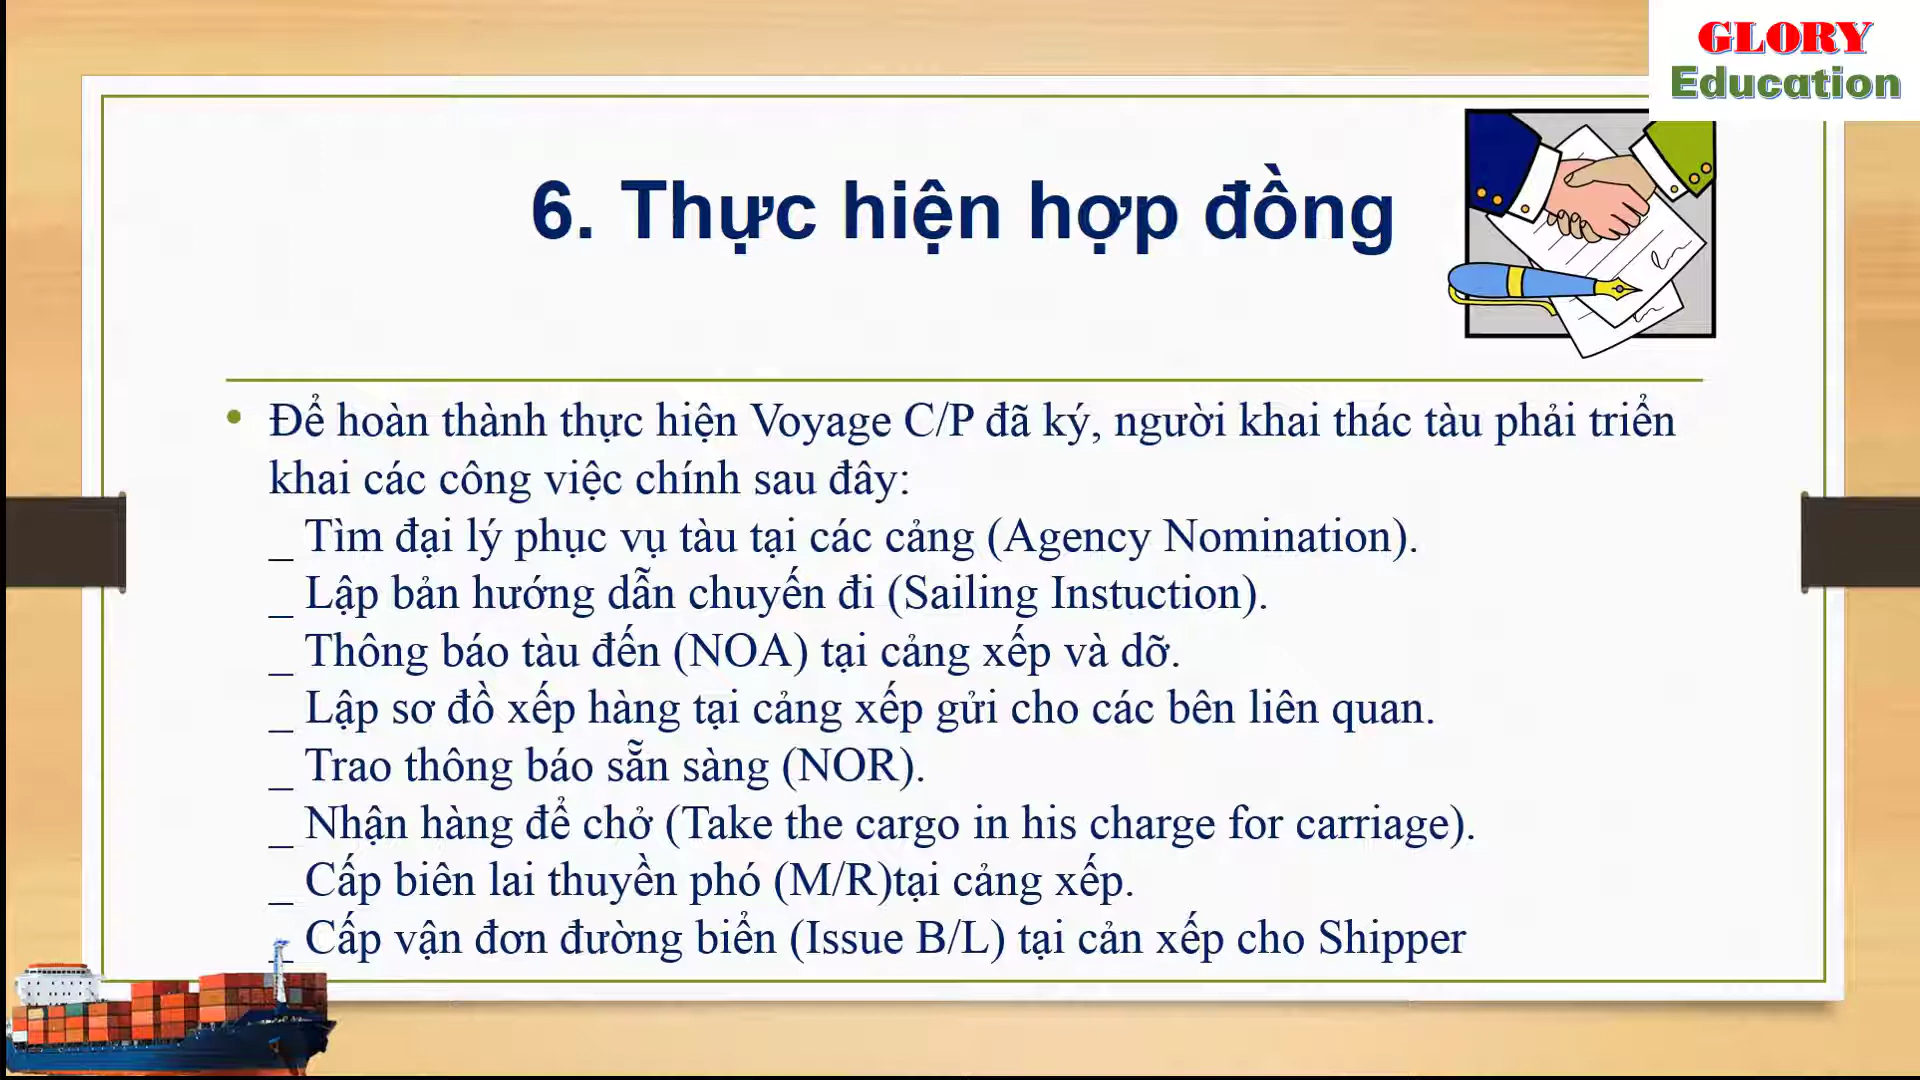 GLORY
Education
6. Thực hiện hợp đồng
• Để hoàn thành thực hiện Voyage C/P đã ký, người khai thác tàu phải triển
khai các công việc chính sau đây:
_ Tìm đại lý phục vụ tàu tại các cảng (Agency Nomination).
_ Lập bản hướng dẫn chuyến đi (Sailing Instuction).
_ Thông báo tàu đến (NOA) tại cảng xếp và dỡ.
_ Lập sơ đồ xếp hàng tại cảng xếp gửi cho các bên liên quan.
_ Trao thông báo sẵn sàng (NOR).
_ Nhận hàng để chở (Take the cargo in his charge for carriage).
_ Cấp biên lai thuyền phó (M/R)tại cảng xếp.
_ Cấp vận đơn đường biển (Issue B/L) tại cản xếp cho Shipper